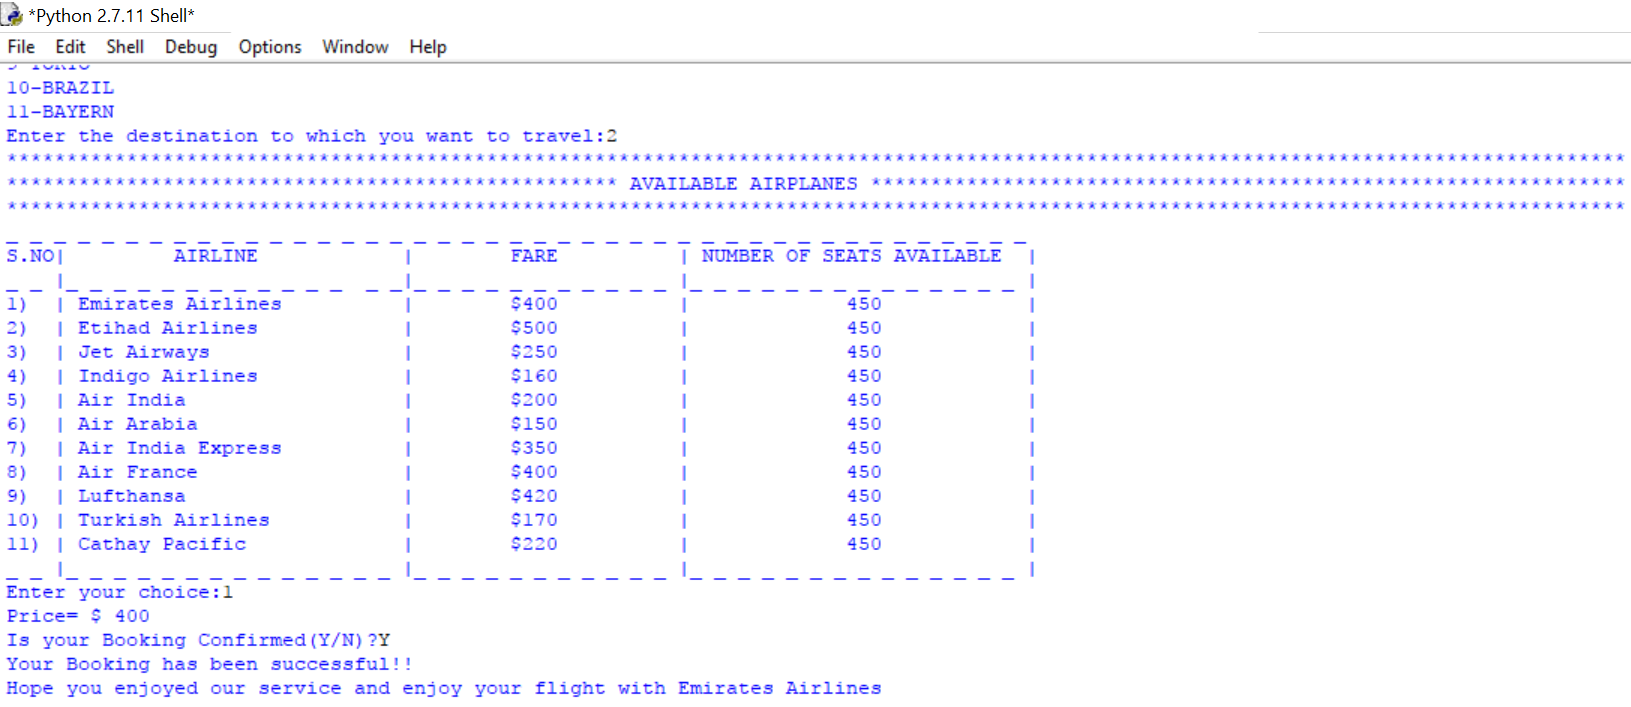 *Python 2.7.11 Shell*
File Edit Shell Debug Options Window Help
10-BRAZIL
11-BAYERN
Enter the destination to which you want to travel:2
***************************************************************************************************************************************
*************************************************** AVAILABLE AIRPLANES ***************************************************************
***************************************************************************************************************************************
S.NO| AIRLINE | FARE | NUMBER OF SEATS AVAILABLE |
1) | Emirates Airlines | $400 | 450 |
2) | Etihad Airlines | $500 | 450 |
3) | Jet Airways | $250 | 450 |
4) | Indigo Airlines | $160 | 450 |
5) | Air India | $200 | 450 |
6) | Air Arabia | $150 | 450 |
7) | Air India Express | $350 | 450 |
8) | Air France | $400 | 450 |
9) | Lufthansa | $420 | 450 |
10) | Turkish Airlines | $170 | 450 |
11) | Cathay Pacific | $220 | 450 |
Enter your choice:1
Price= $ 400
Is your Booking Confirmed(Y/N)?Y
Your Booking has been successful!!
Hope you enjoyed our service and enjoy your flight with Emirates Airlines